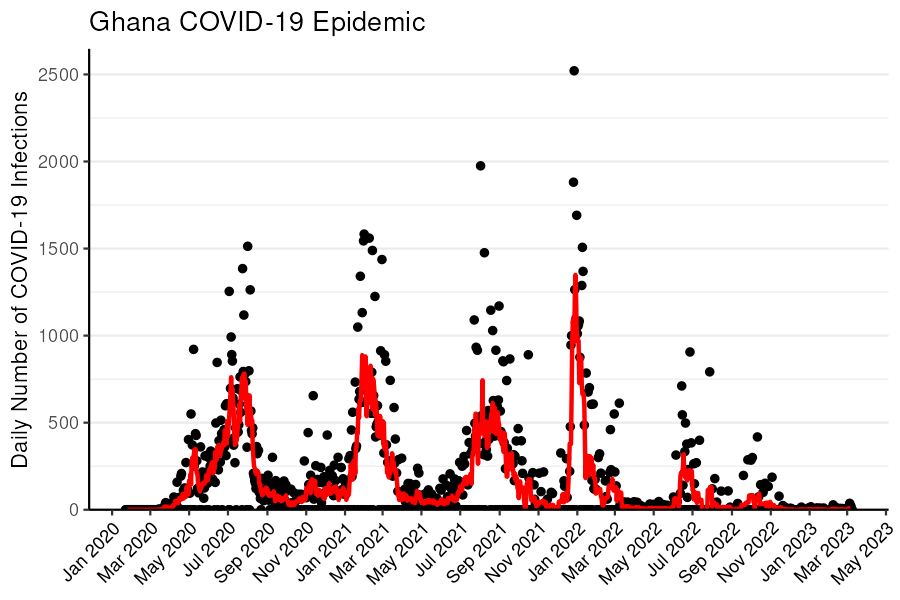 Ghana COVID-19 Epidemic
Daily Number of COVID-19 Infections
2500
2000
1500
1000
500
0
Jan 2020
Mar 2020
May 2020
Jul 2020
Sep 2020
Nov 2020
Jan 2021
Mar 2021
May 2021
Jul 2021
Sep 2021
Nov 2021
Jan 2022
Mar 2022
May 2022
Jul 2022
Sep 2022
Nov 2022
Jan 2023
Mar 2023
May 2023